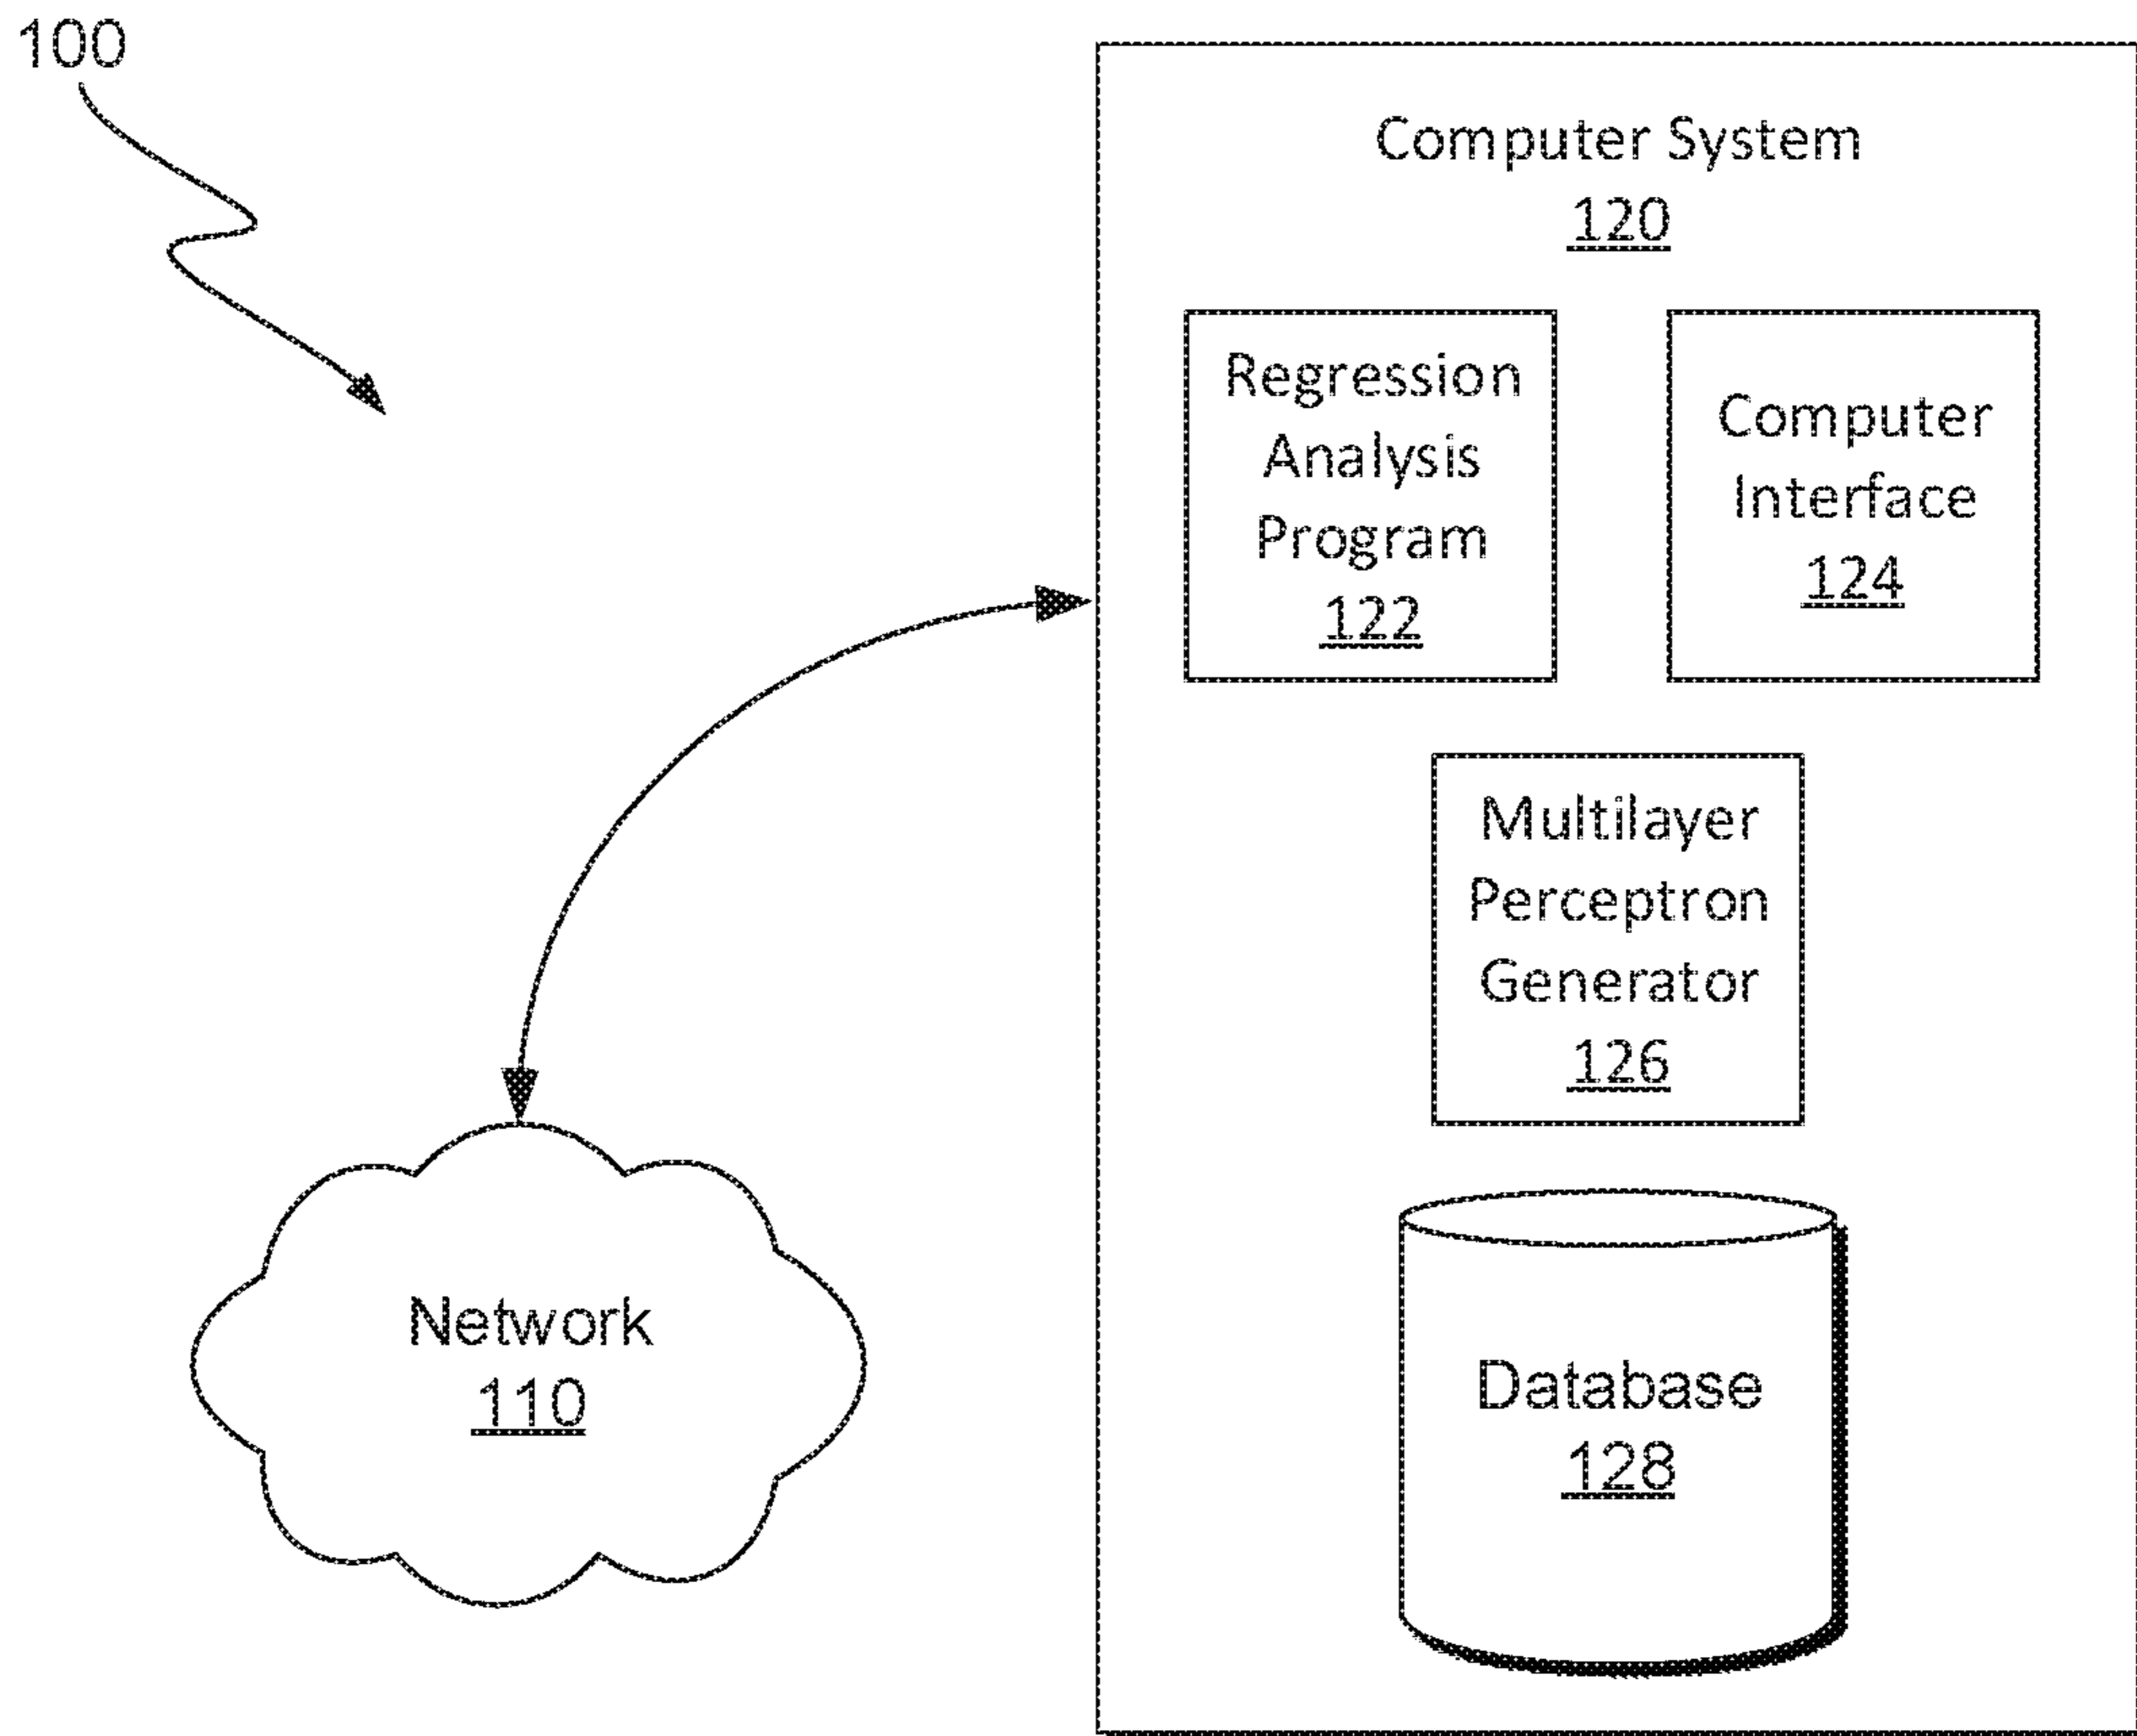 100
Computer System
120
Regression
Analysis
Program
122
Computer
Interface
124
Multilayer
Perceptron
Generator
126
Network
110
Database
128